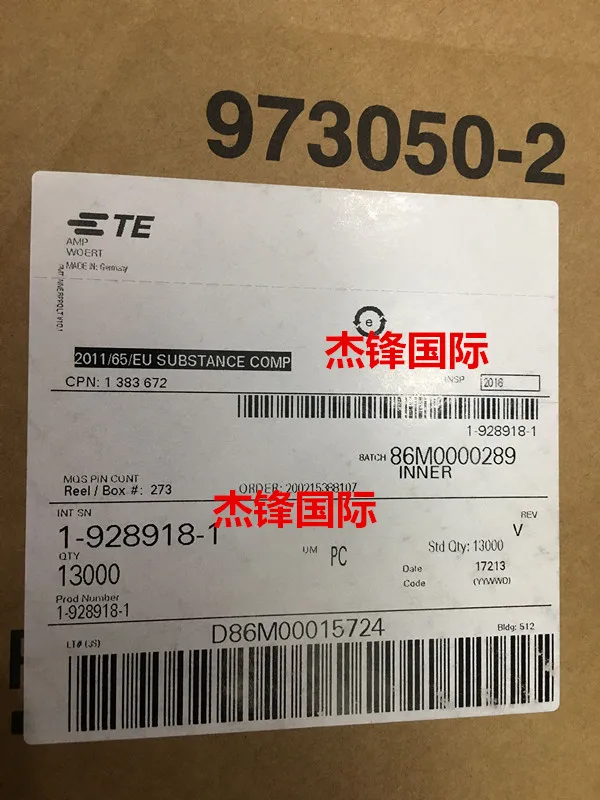 973050-2
TE
AMP
WOERT
MADE IN: Germany
e
2011/65/EU SUBSTANCE COMP
杰锋国际
CPN: 1 383 672
INSP 2016
1-928918-1
BATCH 86M0000289
INNER
MQS PIN CONT
Reel / Box #: 273
ORDER: 200215388107
杰锋国际
INT SN
1-928918-1
REV
V
QTY
13000
UM PC
Std Qty: 13000
Date 17213
Code (YYWWD)
Prod Number
1-928918-1
D86M00015724
LT# (JS)
Bldg: 512